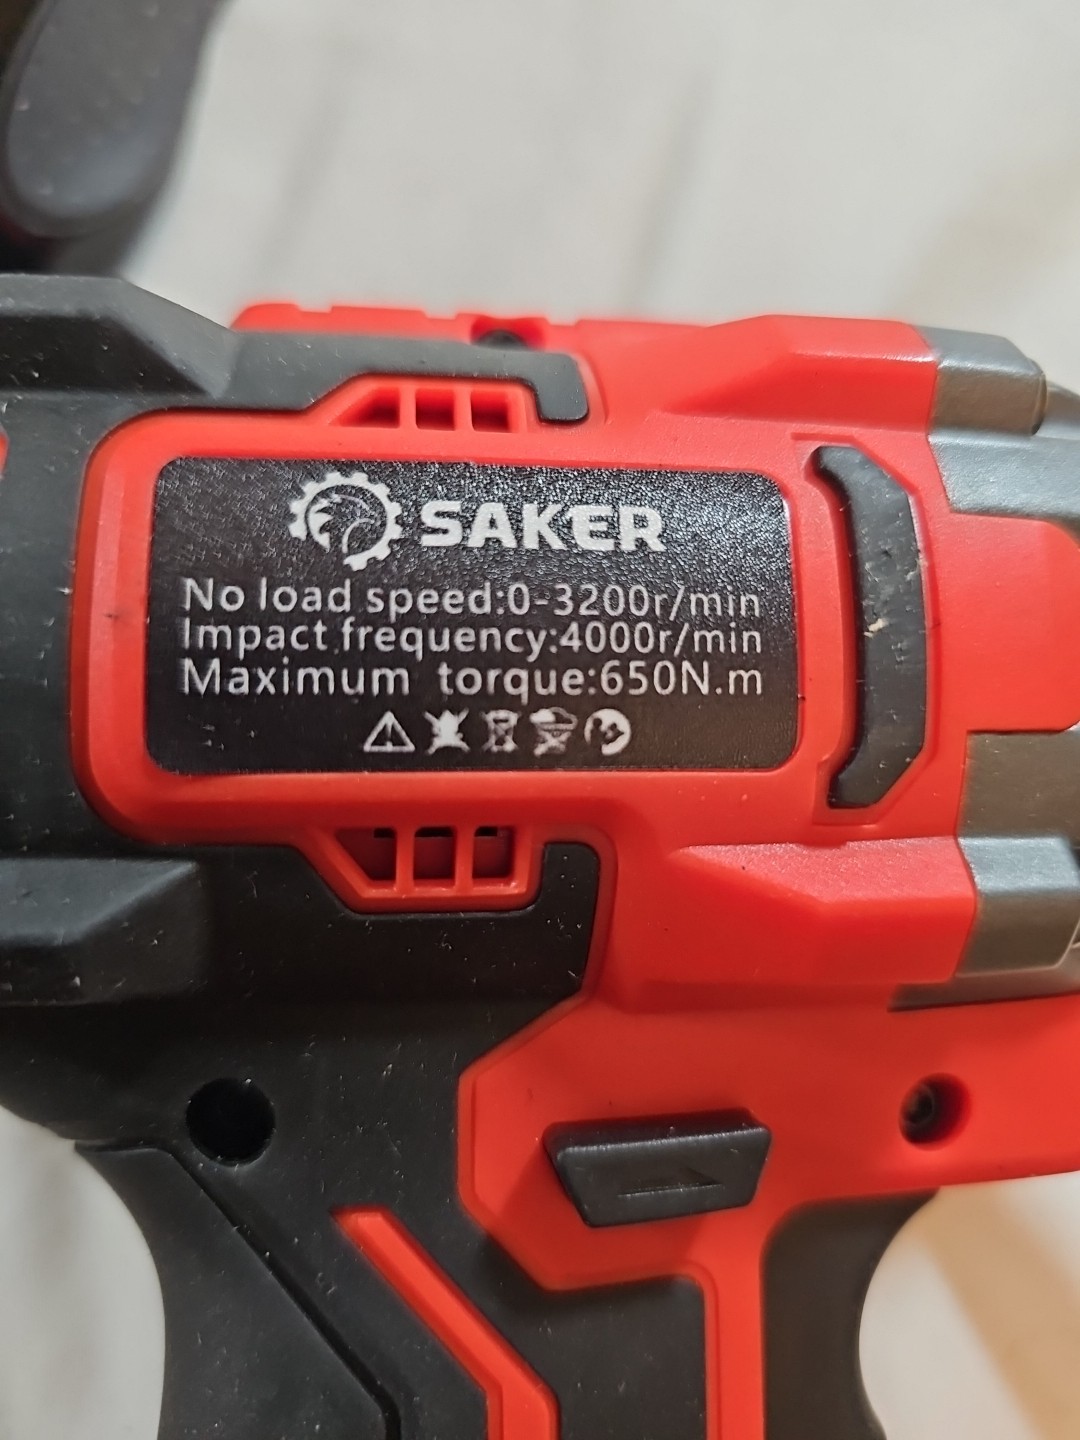 SAKER
No load speed:0-3200r/min
Impact frequency:4000r/min
Maximum torque:650N.m